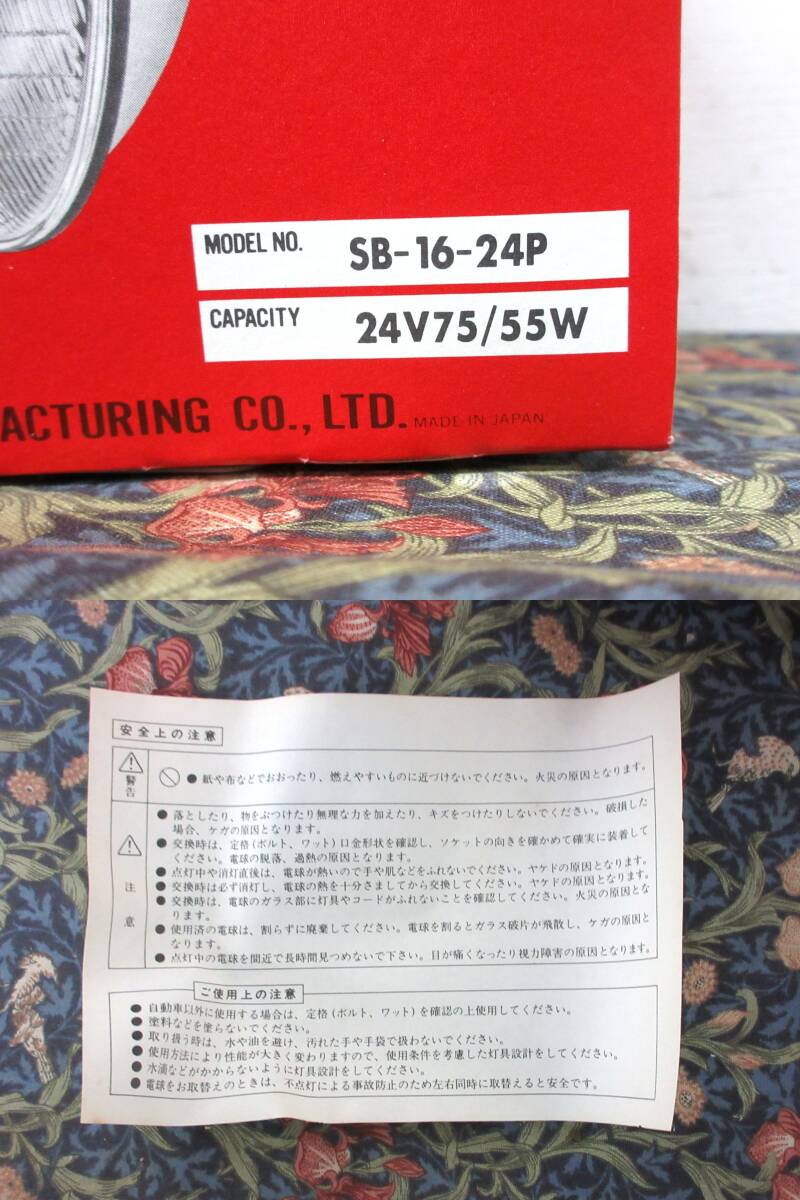 MODEL NO. SB-16-24P
CAPACITY 24V75/55W
ACTURING CO., LTD. MADE IN JAPAN
安全上の注意
警告
●紙や布などでおおったり、燃えやすいものに近づけないでください。火災の原因となります。
注意
●落としたり、物をぶつけたり無理な力を加えたり、キズをつけたりしないでください。破損した
場合、ケガの原因となります。
●交換時は、定格(ボルト、ワット)口金形状を確認し、ソケットの向きを確かめて確実に装着して
ください。電球の脱落、過熱の原因となります。
●点灯中や消灯直後は、電球が熱いので手や肌などをふれないでください。ヤケドの原因となります。
●交換時は必ず消灯し、電球の熱を十分さましてから交換してください。ヤケドの原因となります。
●交換時は、電球のガラス部に灯具やコードがふれないことを確認してください。火災の原因とな
ります。
●使用済の電球は、割らずに廃棄してください。電球を割るとガラス破片が飛散し、ケガの原因と
なります。
●点灯中の電球を間近で長時間見つめないで下さい。目が痛くなったり視力障害の原因となります。
ご使用上の注意
●自動車以外に使用する場合は、定格(ボルト、ワット)を確認の上使用してください。
●塗料などを塗らないでください。
●取り扱う時は、水や油を避け、汚れた手や手袋で扱わないでください。
●使用方法により性能が大きく変わりますので、使用条件を考慮した灯具設計をしてください。
●水滴などがかからないように灯具設計をしてください。
●電球をお取替えのときは、不点灯による事故防止のため左右同時に取替えると安全です。